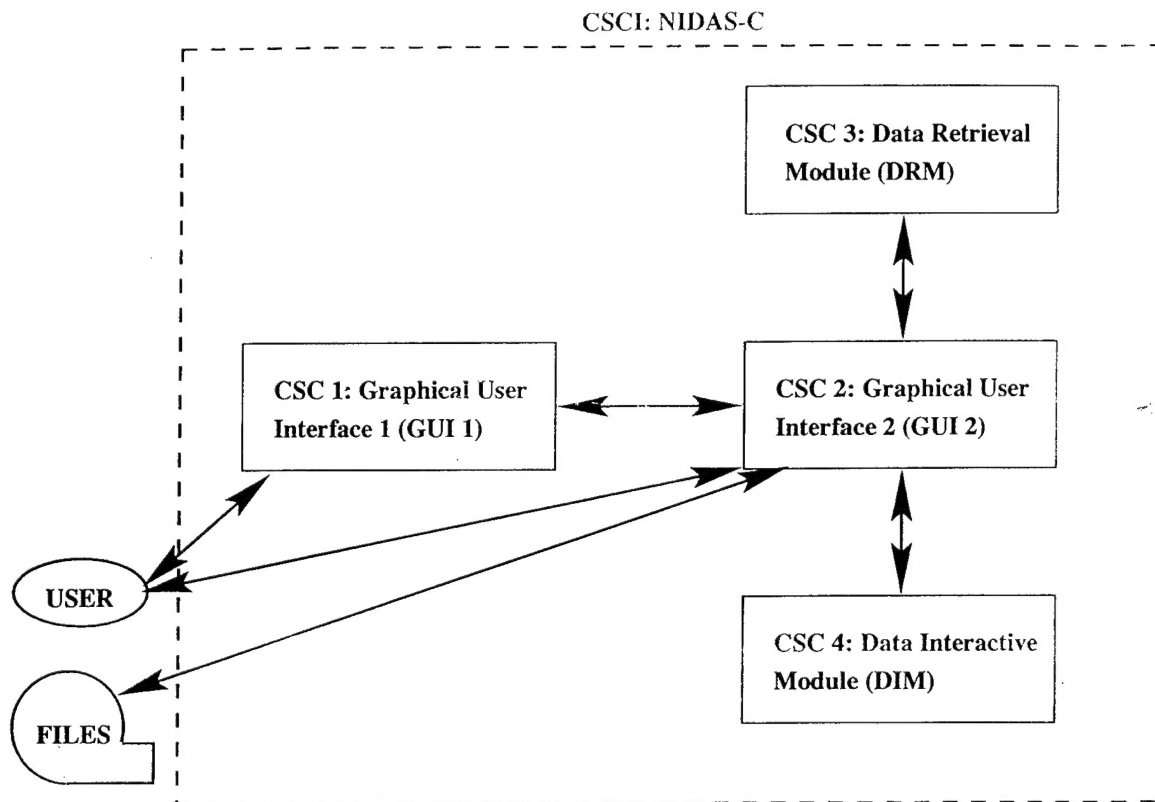 CSCI: NIDAS-C
CSC 3: Data Retrieval
Module (DRM)
CSC 1: Graphical User
Interface 1 (GUI 1)
CSC 2: Graphical User
Interface 2 (GUI 2)
USER
CSC 4: Data Interactive
Module (DIM)
FILES